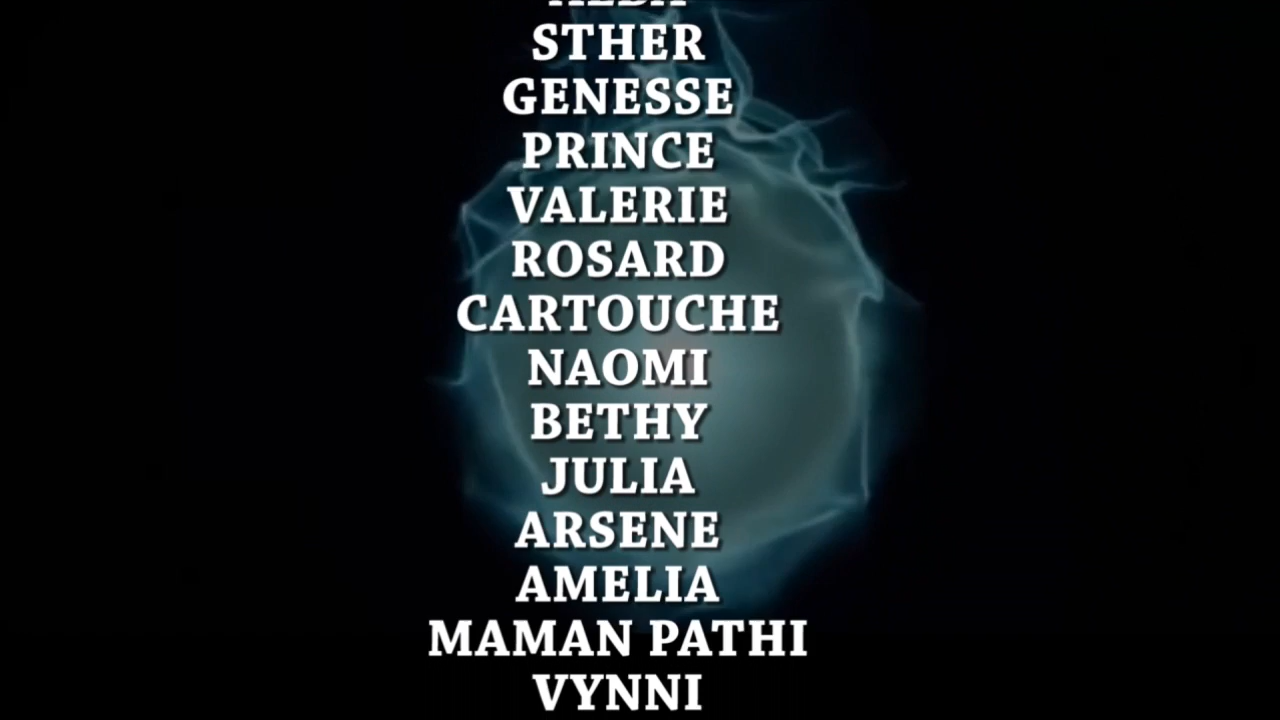 STHER
GENESSE
PRINCE
VALERIE
ROSARD
CARTOUCHE
NAOMI
BETHY
JULIA
ARSENE
AMELIA
MAMAN PATHI
VYNNI